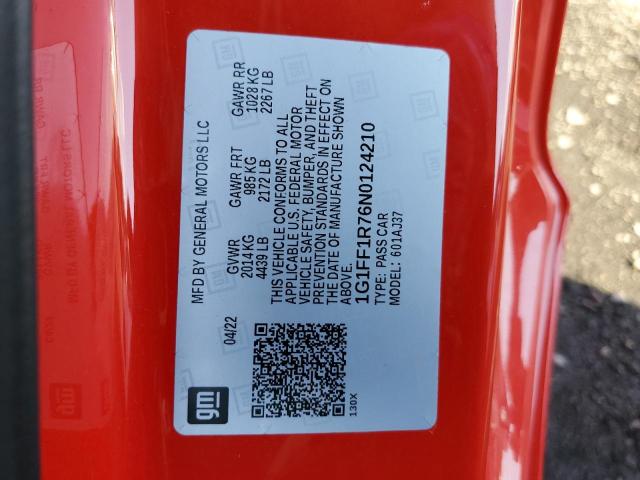 gm
MFD BY GENERAL MOTORS LLC
04/22
GVWR GAWR FRT GAWR RR
2014 KG 985 KG 1028 KG
4439 LB 2172 LB 2267 LB
THIS VEHICLE CONFORMS TO ALL
APPLICABLE U.S. FEDERAL MOTOR
VEHICLE SAFETY, BUMPER, AND THEFT
PREVENTION STANDARDS IN EFFECT ON
THE DATE OF MANUFACTURE SHOWN
ABOVE.
1G1FF1R76N0124210
TYPE: PASS CAR
MODEL: 601AJ37
130X